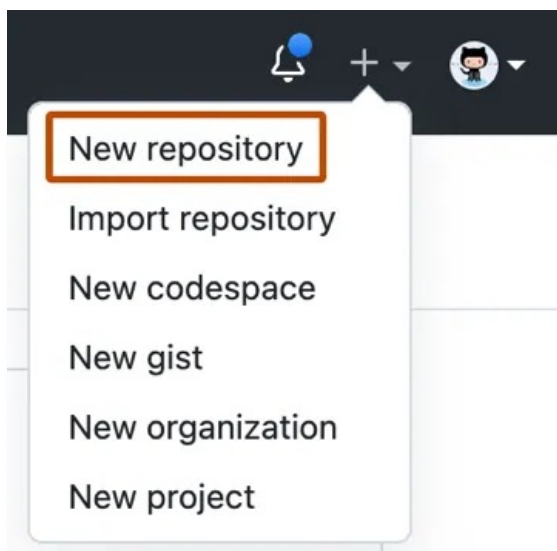 New repository
Import repository
New codespace
New gist
New organization
New project